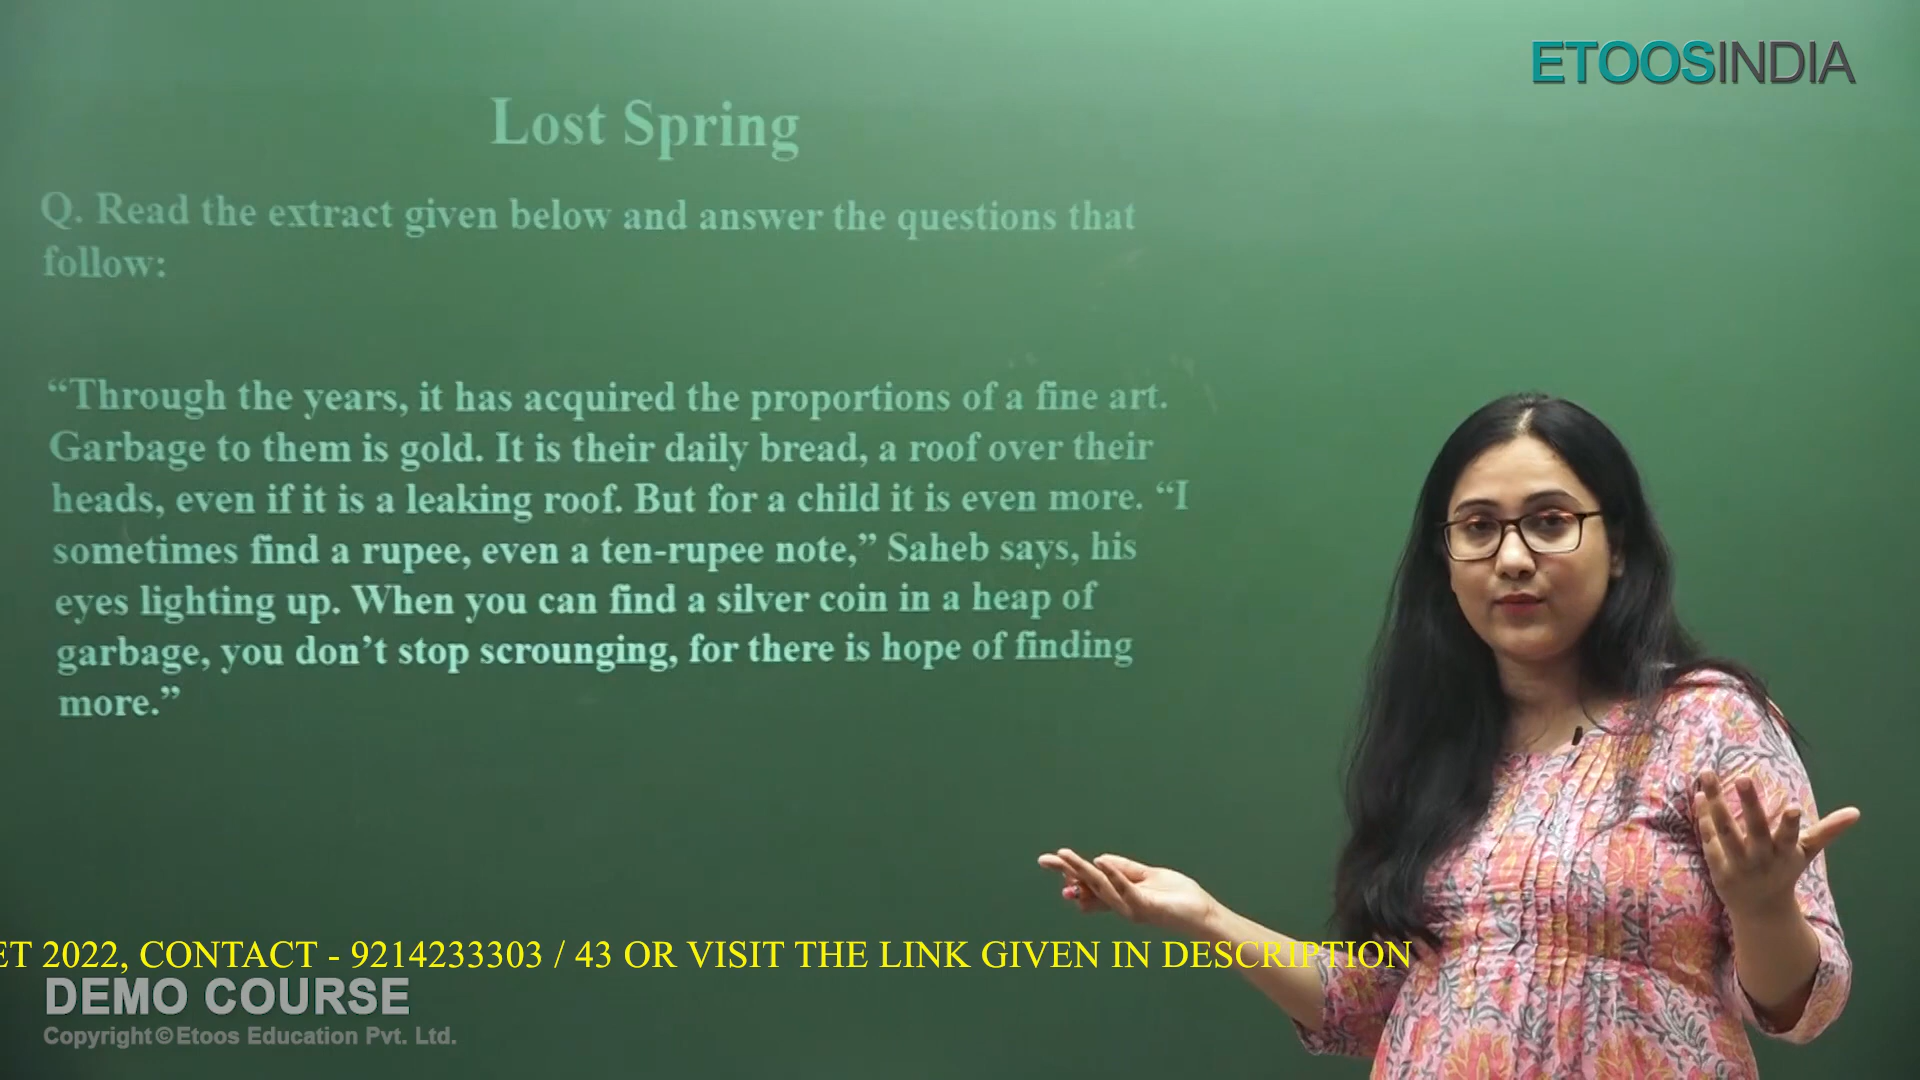 ETOOSINDIA
Lost Spring
Q. Read the extract given below and answer the questions that
follow:
“Through the years, it has acquired the proportions of a fine art.
Garbage to them is gold. It is their daily bread, a roof over their
heads, even if it is a leaking roof. But for a child it is even more. “I
sometimes find a rupee, even a ten-rupee note,” Saheb says, his
eyes lighting up. When you can find a silver coin in a heap of
garbage, you don’t stop scrounging, for there is hope of finding
more.”
ET 2022, CONTACT - 9214233303 / 43 OR VISIT THE LINK GIVEN IN DESCRIPTION
DEMO COURSE
Copyright © Etoos Education Pvt. Ltd.